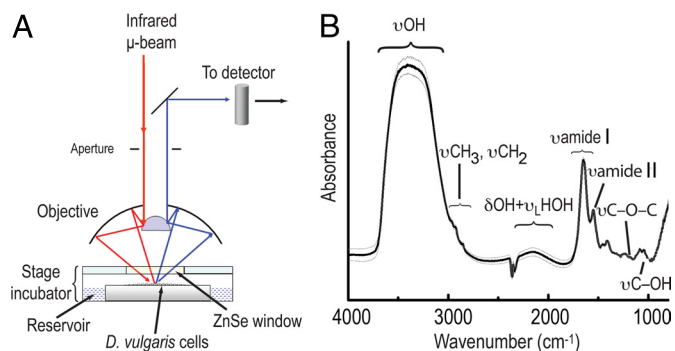 A
Infrared
μ-beam
To detector
Aperture
Objective
Stage
incubator
Reservoir
ZnSe window
D. vulgaris cells
B
υOH
υCH₃, υCH₂
δOH+υ_LHOH
υamide I
υamide II
υC–O–C
υC–OH
Absorbance
4000 3000 2000 1000
Wavenumber (cm⁻¹)